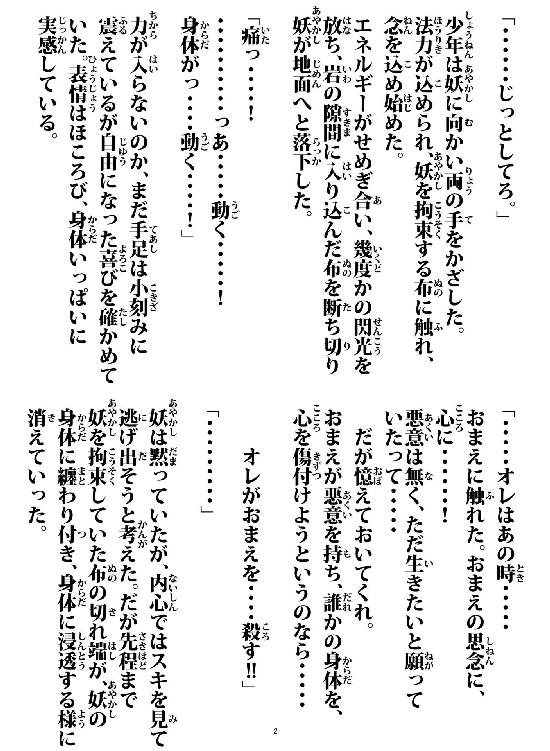 「‥‥‥じっとしてろ。」
少年は妖に向かい両の手をかざした。
法力が込められ、妖を拘束する布に触れ、
念を込め始めた。
エネルギーがせめぎ合い、幾度かの閃光を
放ち、岩の隙間に入り込んだ布を断ち切り
妖が地面へと落下した。
「痛っ‥‥！
‥‥‥‥っあ‥‥‥動く‥‥‥！
身体がっ‥‥動く‥‥！」
力が入らないのか、まだ手足は小刻みに
震えているが自由になった喜びを確かめて
いた。表情はほころび、身体いっぱいに
実感している。
「‥‥‥オレはあの時‥‥‥
おまえに触れた。おまえの思念に、
心に‥‥‥！
悪意は無く、ただ生きたいと願って
いたって‥‥‥
だが憶えておいてくれ。
おまえが悪意を持ち、誰かの身体を、
心を傷付けようというのなら‥‥‥
オレがおまえを‥‥殺す!!」
「‥‥‥‥‥」
妖は黙っていたが、内心ではスキを見て
逃げ出そうと考えた。だが先程まで
妖を拘束していた布の切れ端が、妖の
身体に纏わり付き、身体に浸透する様に
消えていった。
2